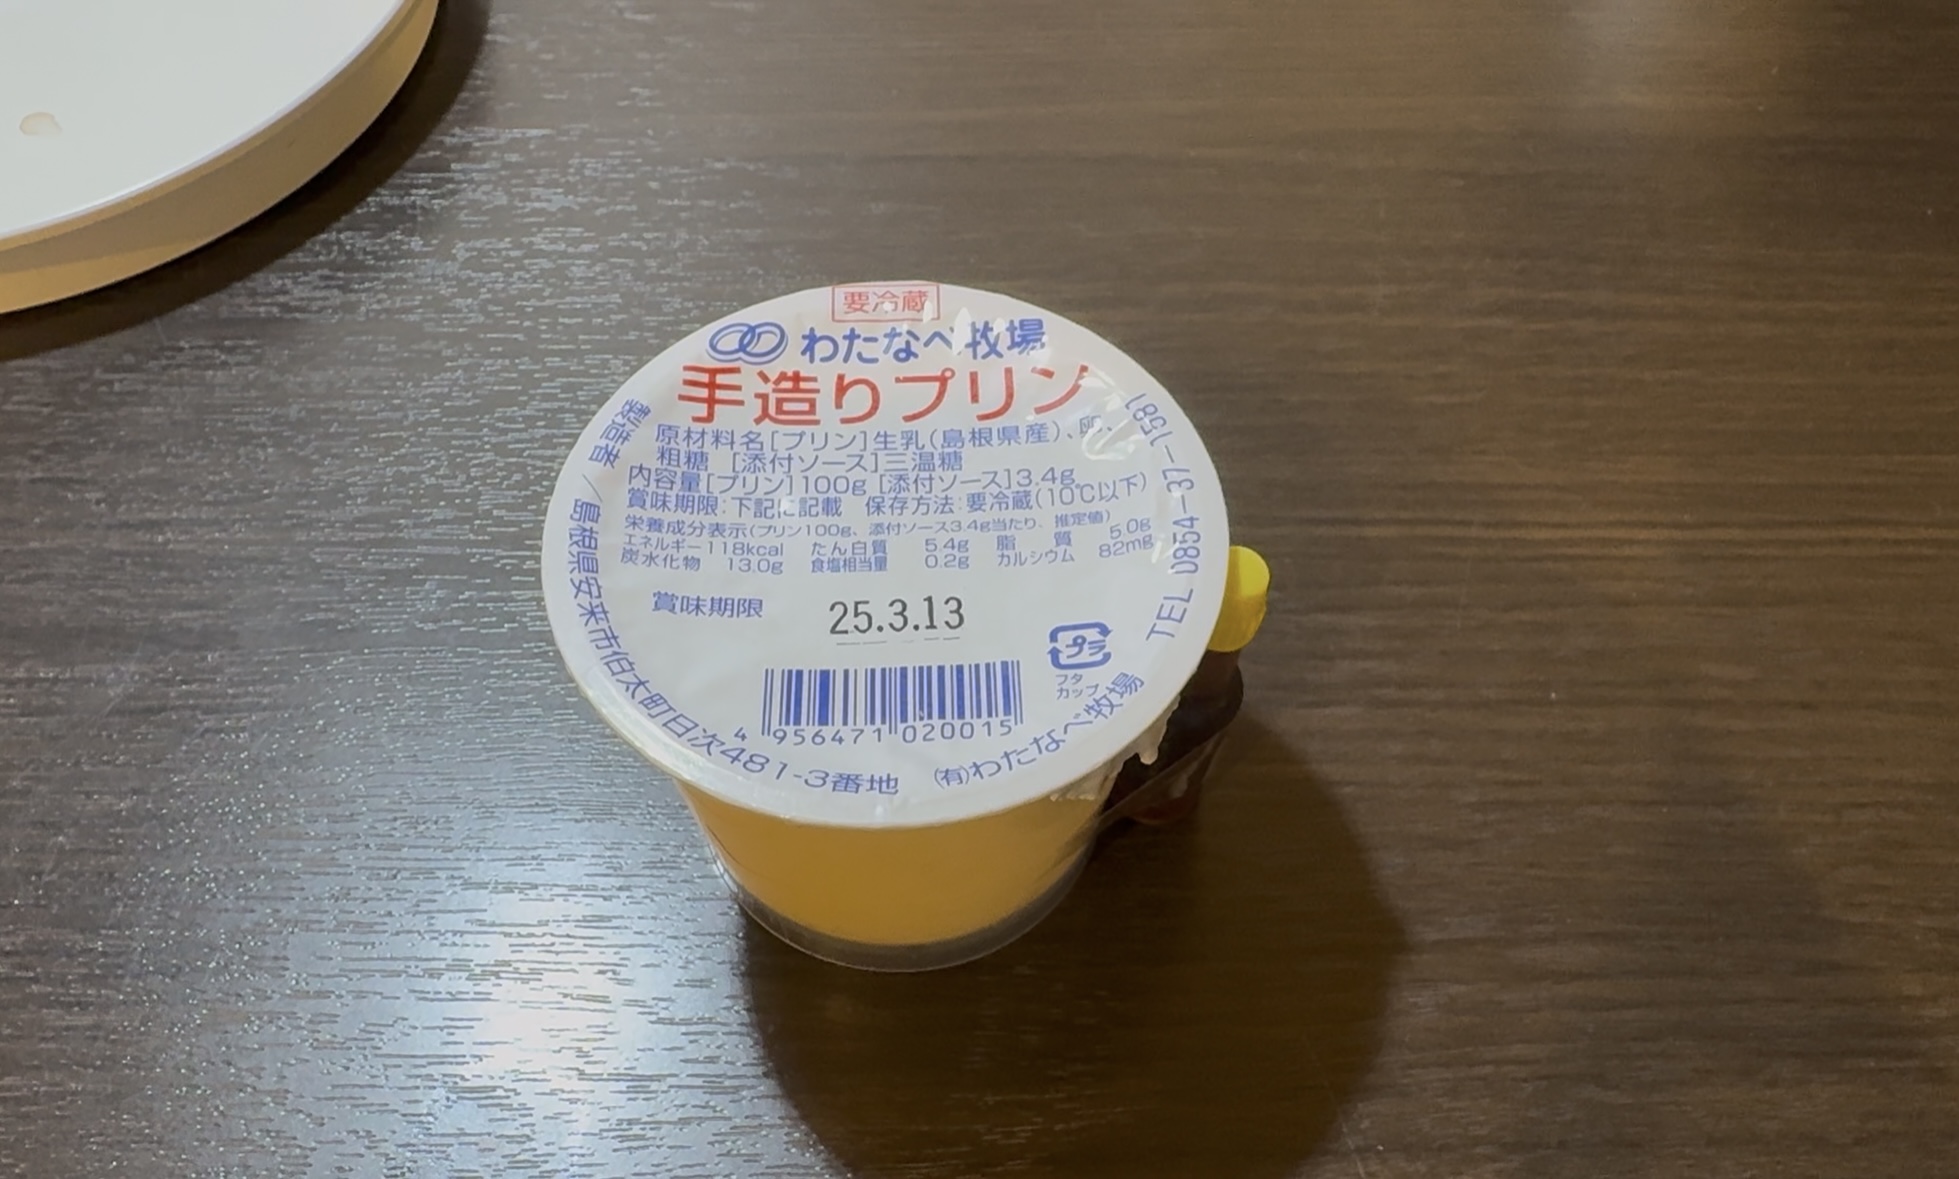 要冷蔵
わたなべ牧場
手造りプリン
原材料名[プリン]生乳(島根県産)、卵、
粗糖 [添付ソース]三温糖
内容量[プリン]100g [添付ソース]3.4g
賞味期限:下記に記載 保存方法:要冷蔵(10℃以下)
栄養成分表示(プリン100g、添付ソース3.4g当たり、推定値)
エネルギー118kcal たん白質 5.4g 脂質 5.0g
炭水化物 13.0g 食塩相当量 0.2g カルシウム 82mg
賞味期限 25.3.13
プラ
フタ
カップ
4 956471 020015
製造者/島根県安来市伯太町日次481-3番地 (有)わたなべ牧場 TEL 0854-37-1581